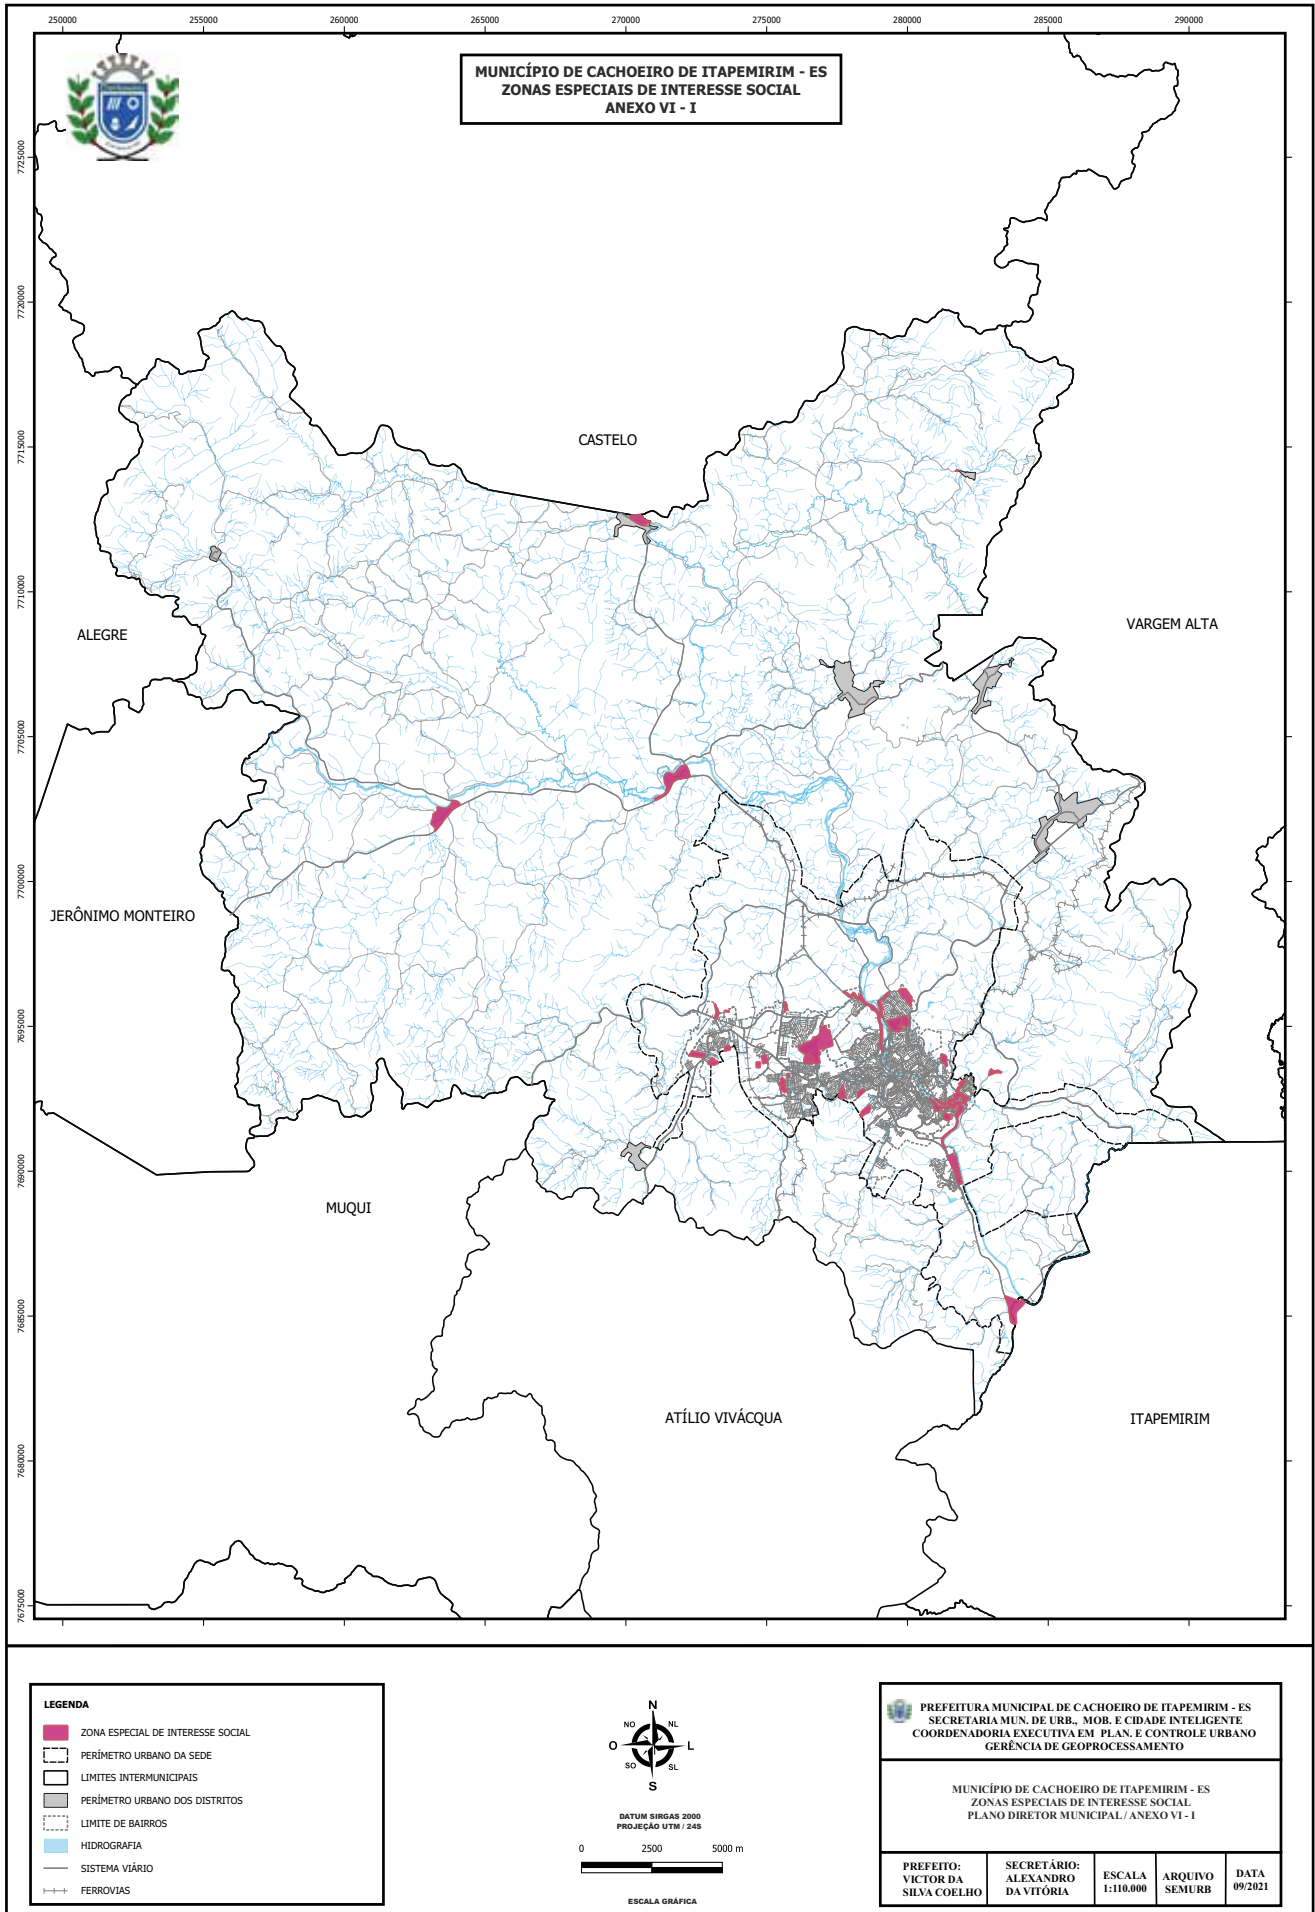 250000 255000 260000 265000 270000 275000 280000 285000 290000
MUNICÍPIO DE CACHOEIRO DE ITAPEMIRIM - ES
ZONAS ESPECIAIS DE INTERESSE SOCIAL
ANEXO VI - I
7725000
7720000
7715000
7710000
7705000
7700000
7695000
7690000
7685000
7680000
7675000
CASTELO
ALEGRE
VARGEM ALTA
JERÔNIMO MONTEIRO
MUQUI
ATÍLIO VIVÁCQUA
ITAPEMIRIM
LEGENDA
ZONA ESPECIAL DE INTERESSE SOCIAL
PERÍMETRO URBANO DA SEDE
LIMITES INTERMUNICIPAIS
PERÍMETRO URBANO DOS DISTRITOS
LIMITE DE BAIRROS
HIDROGRAFIA
SISTEMA VIÁRIO
FERROVIAS
N
NO NL
O L
SO SL
S
DATUM SIRGAS 2000
PROJEÇÃO UTM / 24S
0 2500 5000 m
ESCALA GRÁFICA
PREFEITURA MUNICIPAL DE CACHOEIRO DE ITAPEMIRIM - ES
SECRETARIA MUN. DE URB., MOB. E CIDADE INTELIGENTE
COORDENADORIA EXECUTIVA EM PLAN. E CONTROLE URBANO
GERÊNCIA DE GEOPROCESSAMENTO
MUNICÍPIO DE CACHOEIRO DE ITAPEMIRIM - ES
ZONAS ESPECIAIS DE INTERESSE SOCIAL
PLANO DIRETOR MUNICIPAL / ANEXO VI - I
PREFEITO:
VICTOR DA
SILVA COELHO
SECRETÁRIO:
ALEXANDRO
DA VITÓRIA
ESCALA
1:110.000
ARQUIVO
SEMURB
DATA
09/2021